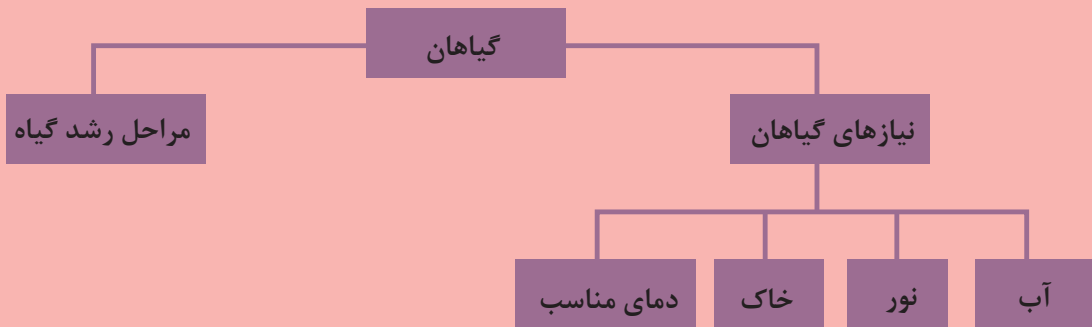 گیاهان
نیازهای گیاهان
مراحل رشد گیاه
آب
نور
خاک
دمای مناسب